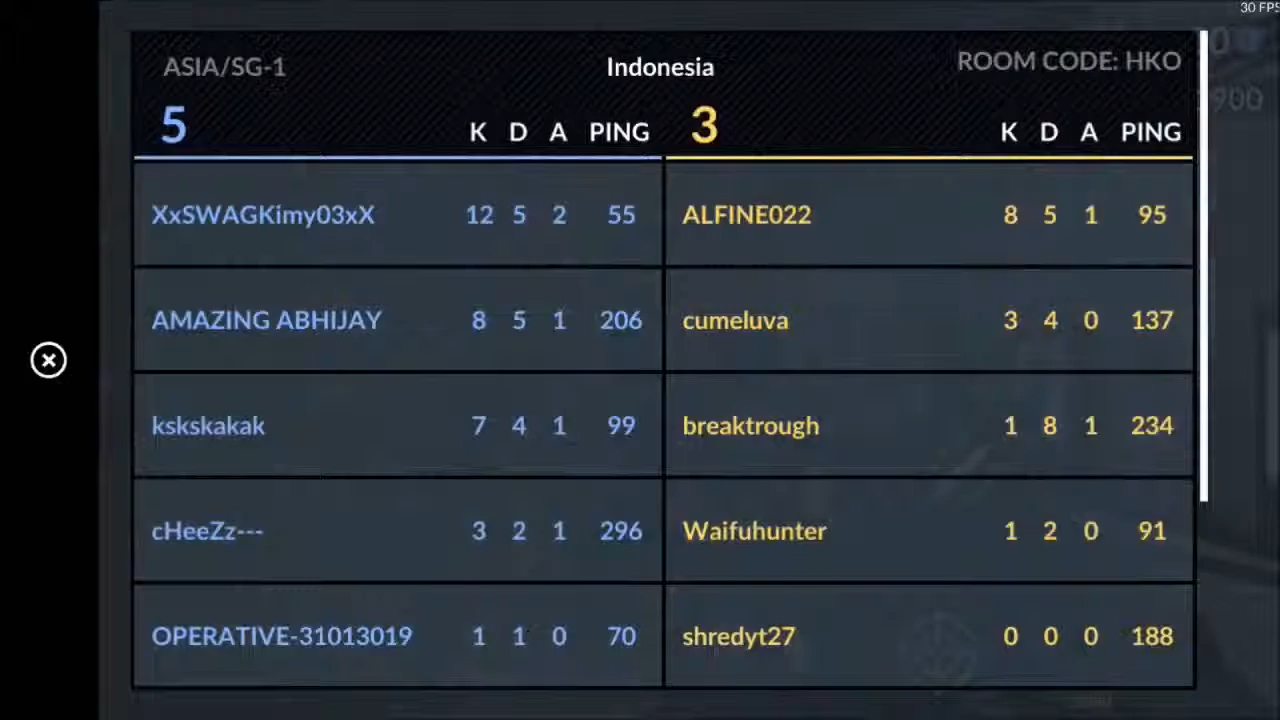 30 FPS
ASIA/SG-1 Indonesia ROOM CODE: HKO
5 K D A PING 3 K D A PING
XxSWAGKimy03xX 12 5 2 55 ALFINE022 8 5 1 95
AMAZING ABHIJAY 8 5 1 206 cumeluva 3 4 0 137
kskskakak 7 4 1 99 breaktrough 1 8 1 234
cHeeZz--- 3 2 1 296 Waifuhunter 1 2 0 91
OPERATIVE-31013019 1 1 0 70 shredyt27 0 0 0 188